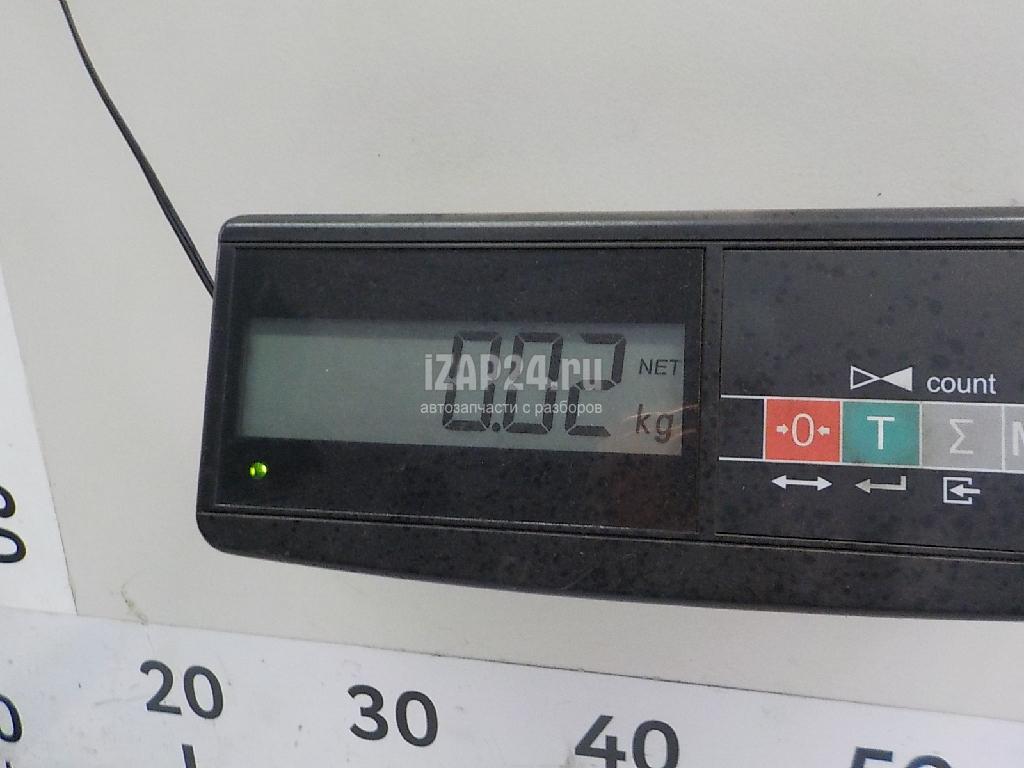 0.02 NET
kg
iZAP24.ru
автозапчасти с разборов
count
→0← T Σ
20 30 40